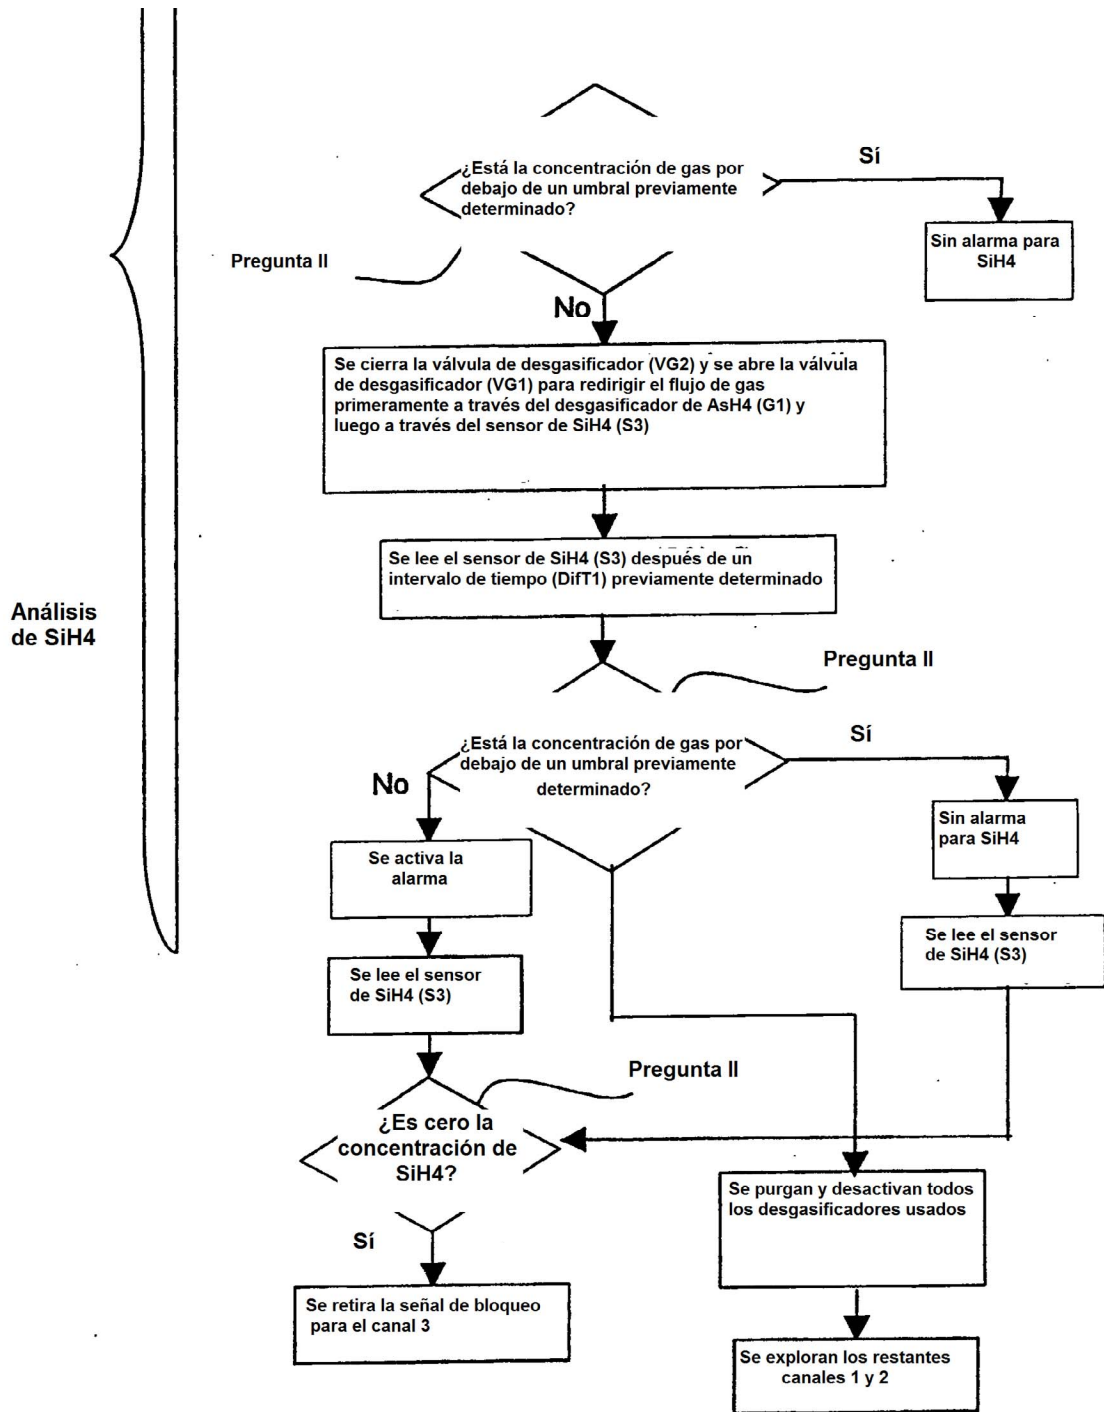 ¿Está la concentración de gas por
debajo de un umbral previamente
determinado?
Sí
Sin alarma para
SiH4
Pregunta II
No
Se cierra la válvula de desgasificador (VG2) y se abre la válvula
de desgasificador (VG1) para redirigir el flujo de gas
primeramente a través del desgasificador de AsH4 (G1) y
luego a través del sensor de SiH4 (S3)
Se lee el sensor de SiH4 (S3) después de un
intervalo de tiempo (DifT1) previamente determinado
Análisis
de SiH4
Pregunta II
¿Está la concentración de gas por
debajo de un umbral previamente
determinado?
Sí
No
Sin alarma
para SiH4
Se activa la
alarma
Se lee el sensor
de SiH4 (S3)
Se lee el sensor
de SiH4 (S3)
Pregunta II
¿Es cero la
concentración de
SiH4?
Se purgan y desactivan todos
los desgasificadores usados
Sí
Se retira la señal de bloqueo
para el canal 3
Se exploran los restantes
canales 1 y 2